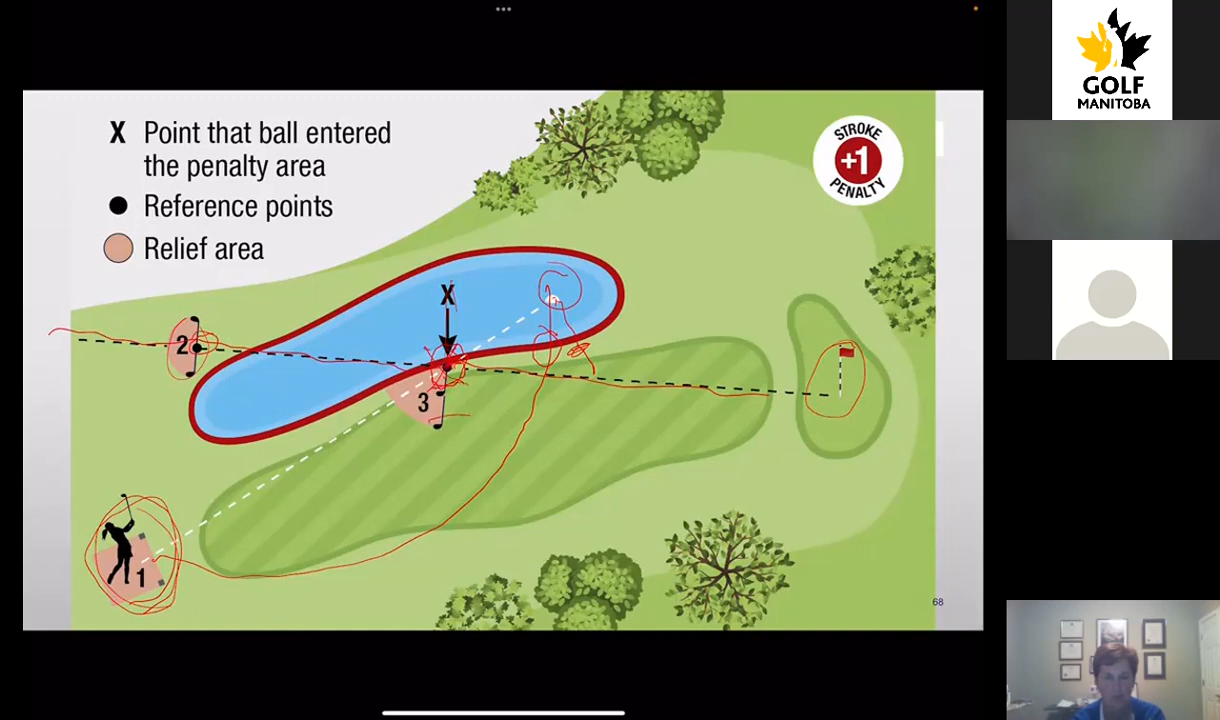 X Point that ball entered
the penalty area
Reference points
Relief area
STROKE
+1
PENALTY
X
2
3
1
68
GOLF
MANITOBA